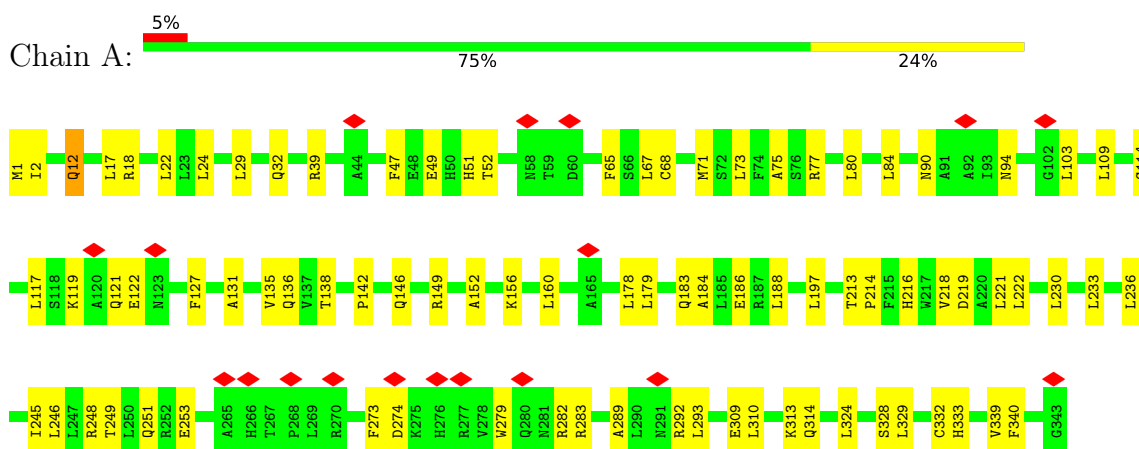 5%
Chain A:
75% 24%
M1 I2 Q12 L17 R18 L22 L23 L24 L29 Q32 R39 A44 F47 E48 E49 H50 H51 T52 N58 T59 D60 F65 S66 L67 C68 M71 S72 L73 F74 A75 S76 R77 L80 L84 N90 A91 A92 I93 N94 G102 L103 L109
L117 S118 K119 A120 Q121 E122 N123 F127 A131 V135 Q136 V137 T138 P142 Q146 R149 A152 K156 L160 A165 L178 L179 Q183 A184 L185 E186 R187 L188 L197 T213 P214 F215 H216 W217 V218 D219 A220 L221 L222 L230 L233 L236
I245 L246 L247 R248 T249 L250 Q251 R252 E253 A265 H266 T267 P268 L269 R270 F273 D274 K275 H276 R277 V278 W279 Q280 N281 R282 R283 A289 L290 N291 R292 L293 E309 L310 K313 Q314 L324 S328 L329 C332 H333 V339 F340 G343